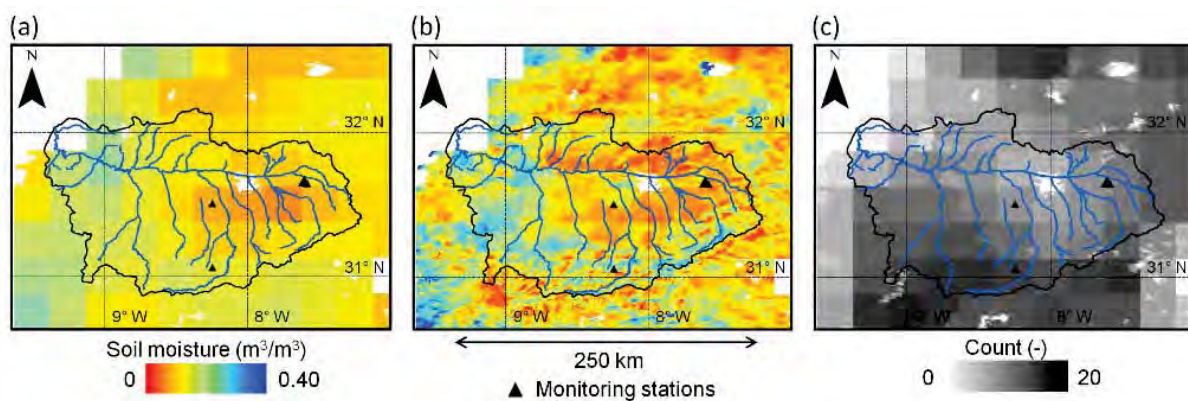 (a)
(b)
(c)
N
N
N
32° N
32° N
32° N
31° N
31° N
31° N
9° W
8° W
9° W
8° W
9° W
8° W
Soil moisture (m³/m³)
0
0.40
250 km
▲ Monitoring stations
Count (-)
0
20